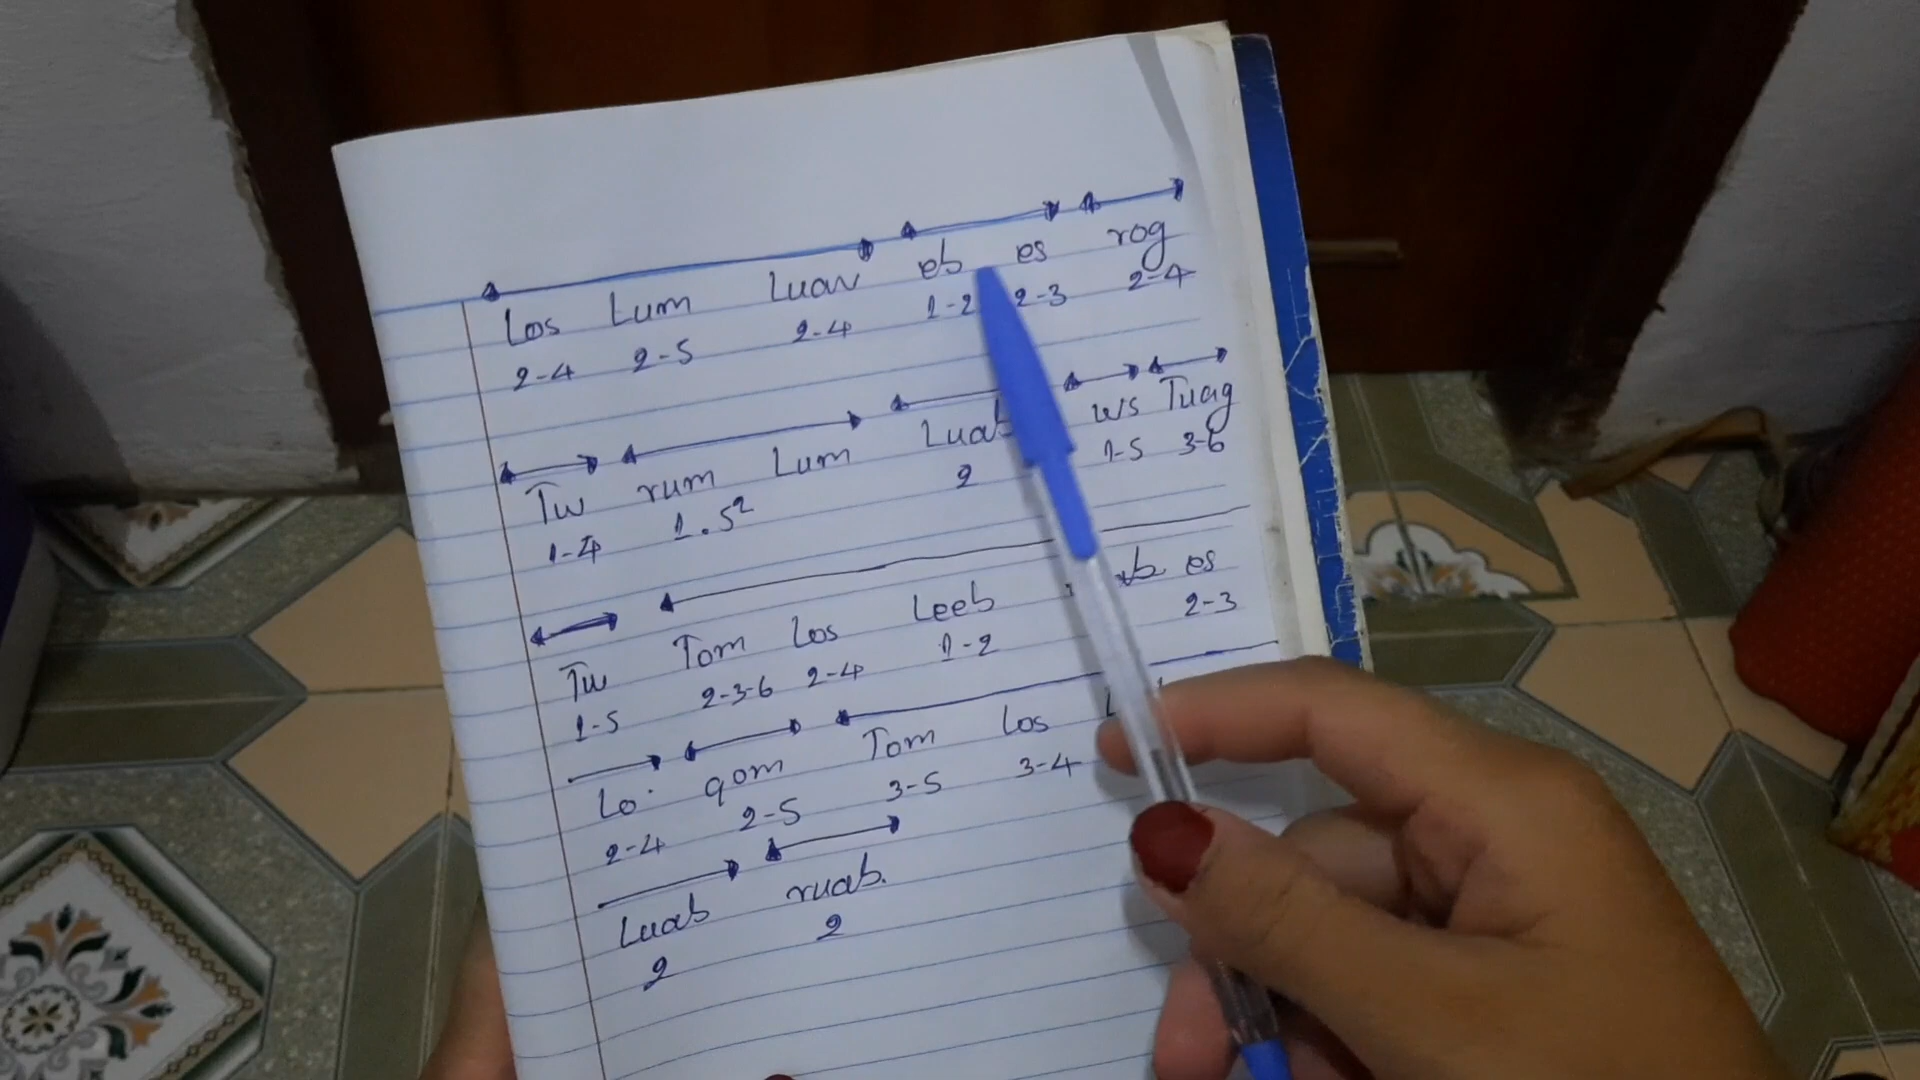 Los Lum Luav eb es rog
2-4 2-5 2-4 1-2 2-3 2-4
Tw rum Lum Luab ws Tuag
1-4 1.5² 2 1-5 3-6
Tw Tom Los Leeb es
1-5 2-3-6 2-4 1-2 2-3
Lo. qom Tom Los
2-4 2-5 3-5 3-4
Luab ruab.
2 2